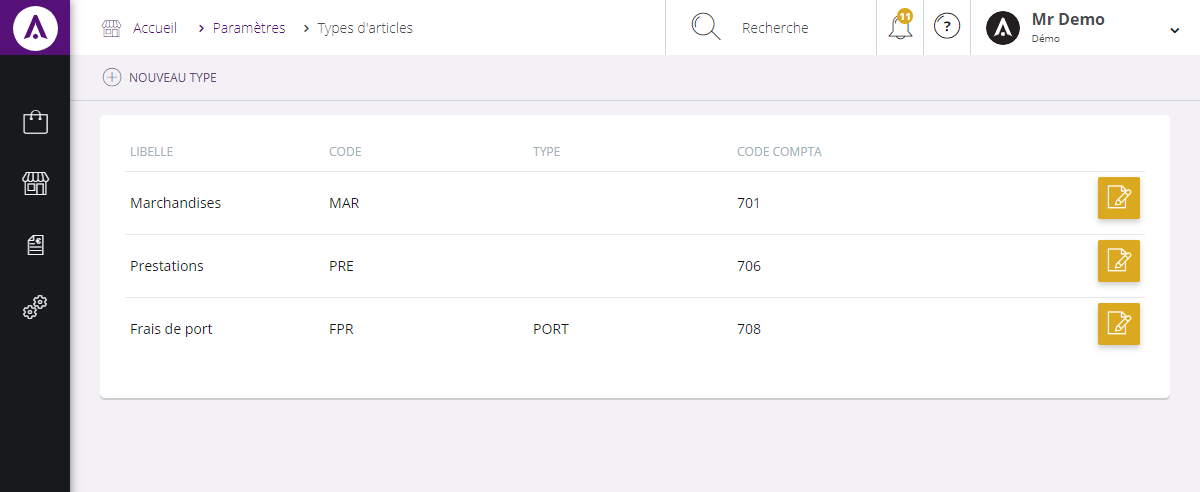 Accueil > Paramètres > Types d'articles
Recherche
11
?
Mr Demo
Démo
NOUVEAU TYPE
LIBELLE CODE TYPE CODE COMPTA
Marchandises MAR 701
Prestations PRE 706
Frais de port FPR PORT 708